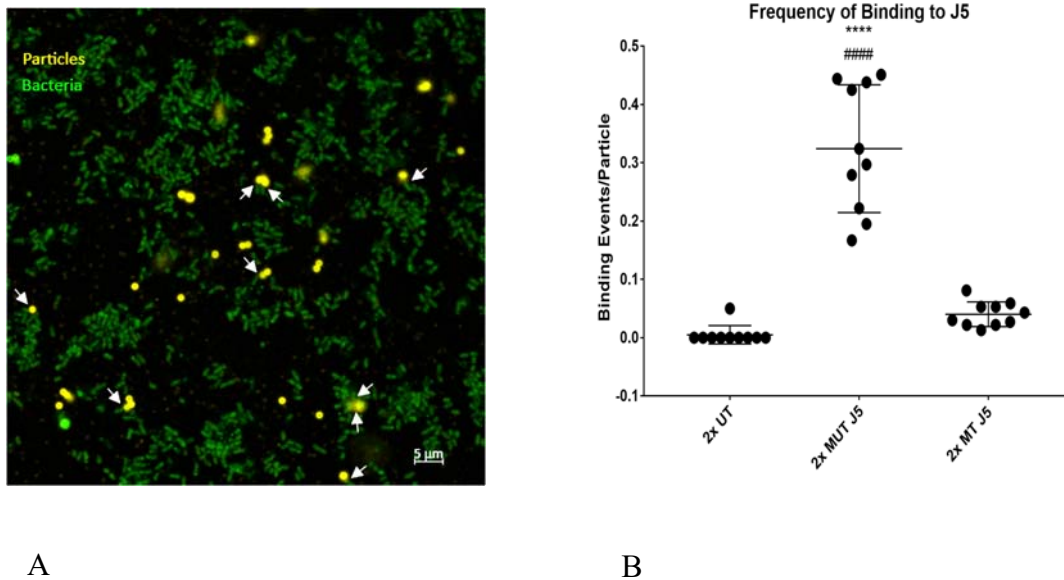 Particles
Bacteria
5 µm
A
Frequency of Binding to J5
****
####
Binding Events/Particle
0.5
0.4
0.3
0.2
0.1
0.0
-0.1
2x UT
2x MUT J5
2x MT J5
B